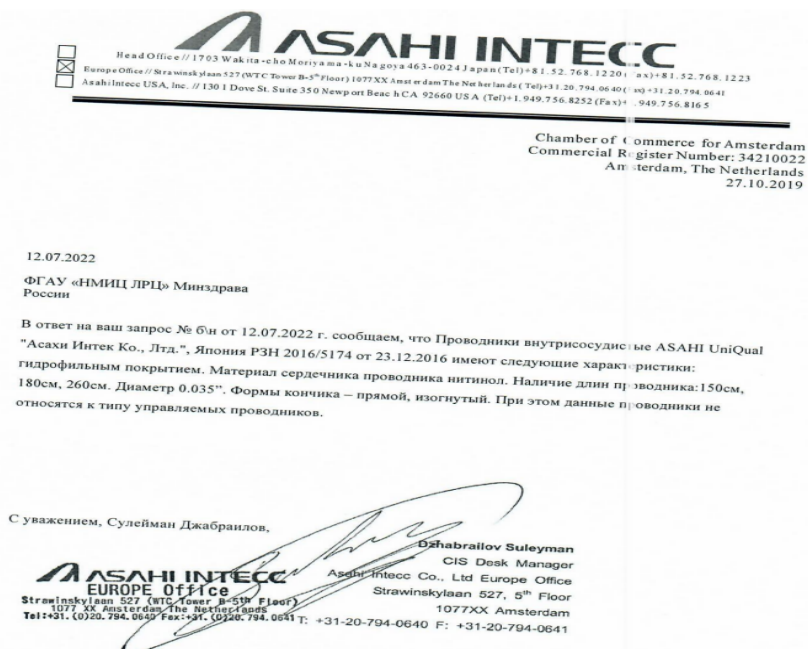 ASAHI INTECC
Head Office // 1703 Wakita-cho Moriyama-ku Nagoya 463-0024 Japan (Tel)+81.52.768.1220 ( ax)+81.52.768.1223
Europe Office // Strawinskylaan 527 (WTC Tower B-5th Floor) 1077XX Amsterdam The Netherlands ( Tel)+31.20.794.0640 ( ax) +31.20.794.0641
Asahi Intecc USA, Inc. // 1301 Dove St. Suite 350 Newport Beach CA 92660 USA (Tel)+1.949.756.8252 (Fax)+ .949.756.8165
Chamber of Commerce for Amsterdam
Commercial Register Number: 34210022
Amsterdam, The Netherlands
27.10.2019
12.07.2022
ФГАУ «НМИЦ ЛРЦ» Минздрава
России
В ответ на ваш запрос № б\н от 12.07.2022 г. сообщаем, что Проводники внутрисосудистые ASAHI UniQual
"Асахи Интек Ко., Лтд.", Япония РЗН 2016/5174 от 23.12.2016 имеют следующие характеристики:
гидрофильным покрытием. Материал сердечника проводника нитинол. Наличие длин проводника:150см,
180см, 260см. Диаметр 0.035”. Формы кончика – прямой, изогнутый. При этом данные проводники не
относятся к типу управляемых проводников.
С уважением, Сулейман Джабраилов,
Dzhabrailov Suleyman
CIS Desk Manager
Asahi Intecc Co., Ltd Europe Office
Strawinskylaan 527, 5th Floor
1077XX Amsterdam
T: +31-20-794-0640 F: +31-20-794-0641
ASAHI INTECC
EUROPE Office
Strawinskylaan 527 (WTC Tower B-5th Floor)
1077 XX Amsterdam The Netherlands
Tel:+31.(0)20.794.0640 Fax:+31.(0)20.794.0641